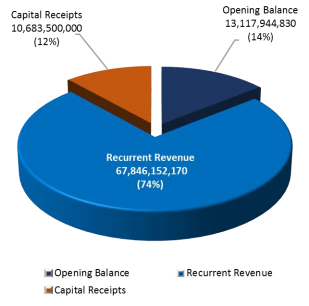 Capital Receipts
10,683,500,000
(12%)
Opening Balance
13,117,944,830
(14%)
Recurrent Revenue
67,846,152,170
(74%)
Opening Balance
Recurrent Revenue
Capital Receipts